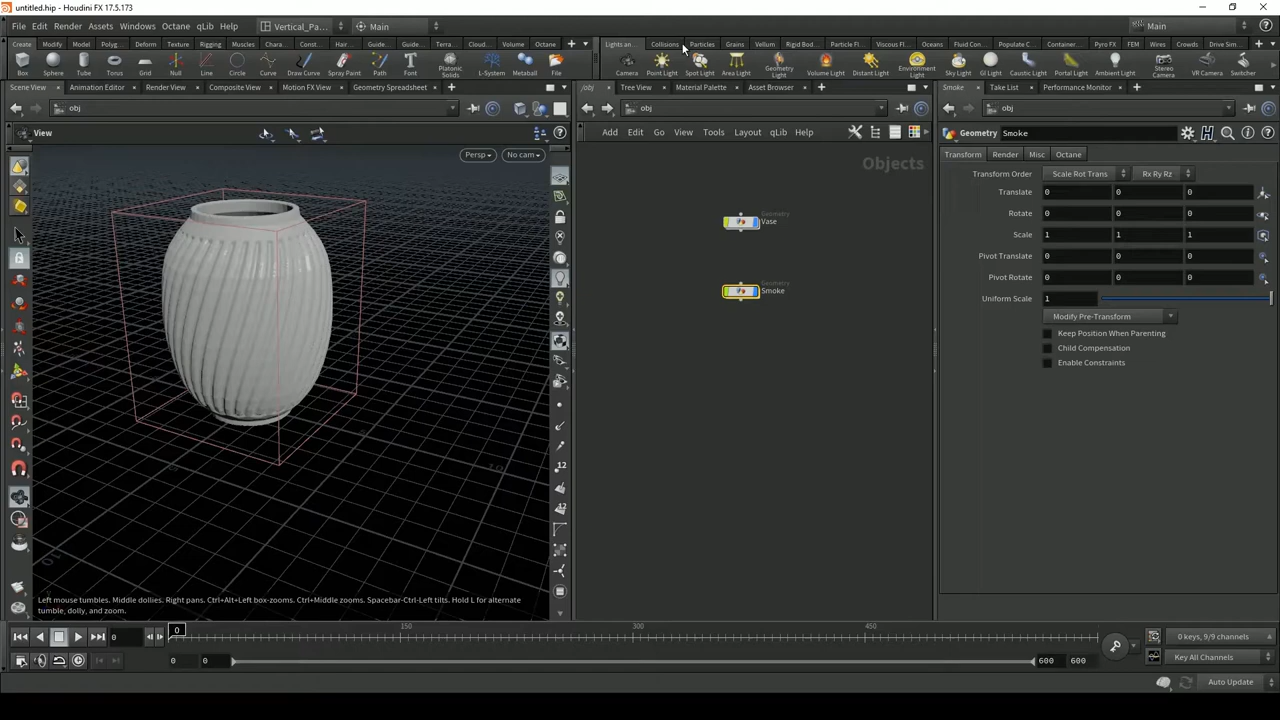 untitled.hip - Houdini FX 17.5.173
File Edit Render Assets Windows Octane qLib Help Vertical_Pa... Main Main
Create Modify Model Polyg... Deform Texture Rigging Muscles Chara... Const... Hair... Guide... Guide... Terra... Cloud... Volume Octane
Lights an... Collisions Particles Grains Vellum Rigid Bod... Particle Fl... Viscous Fl... Oceans Fluid Con... Populate C... Container... Pyro FX FEM Wires Crowds Drive Sim...
Box Sphere Tube Torus Grid Null Line Circle Curve Draw Curve Spray Paint Path Font Platonic Solids L-System Metaball File
Camera Point Light Spot Light Area Light Geometry Light Volume Light Distant Light Environment Light Sky Light GI Light Caustic Light Portal Light Ambient Light Stereo Camera VR Camera Switcher
Scene View Animation Editor Render View Composite View Motion FX View Geometry Spreadsheet
/obj Tree View Material Palette Asset Browser
Smoke Take List Performance Monitor
obj
obj
obj
View
Persp No cam
Add Edit Go View Tools Layout qLib Help
Objects
Geometry
Vase
Geometry
Smoke
Geometry Smoke
Transform Render Misc Octane
Transform Order Scale Rot Trans Rx Ry Rz
Translate 0 0 0
Rotate 0 0 0
Scale 1 1 1
Pivot Translate 0 0 0
Pivot Rotate 0 0 0
Uniform Scale 1
Modify Pre-Transform
Keep Position When Parenting
Child Compensation
Enable Constraints
Left mouse tumbles. Middle dollies. Right pans. Ctrl+Alt+Left box-zooms. Ctrl+Middle zooms. Spacebar-Ctrl-Left tilts. Hold L for alternate
tumble, dolly, and zoom.
0 0 150 300 450
0 keys, 9/9 channels
0 0 600 600
Key All Channels
Auto Update